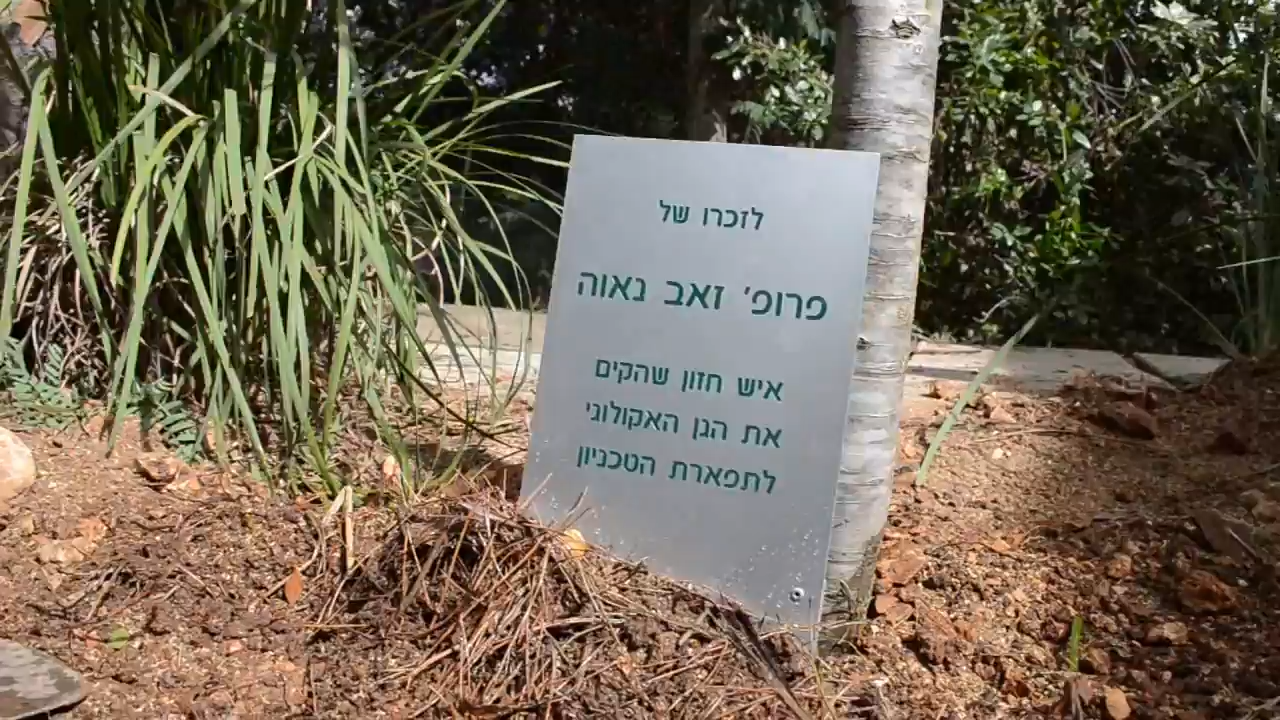 לזכרו של
פרופ' זאב נאוה
איש חזון שהקים
את הגן האקולוגי
לתפארת הטכניון